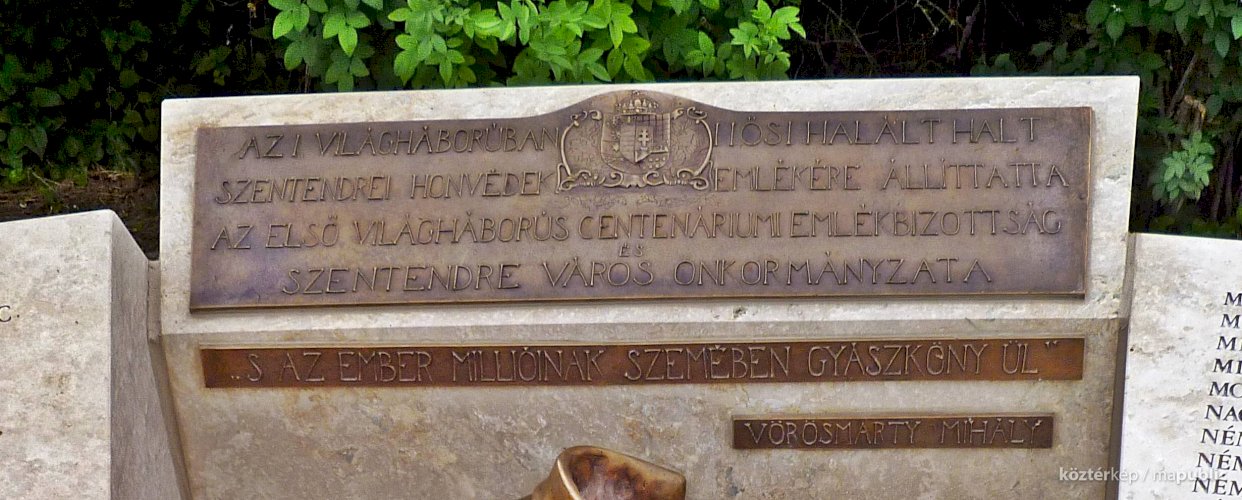 AZ I VILÁGHÁBORÚBAN HŐSI HALÁLT HALT
SZENTENDREI HONVÉDEK EMLÉKÉRE ÁLLÍTTATTA
AZ ELSŐ VILÁGHÁBORÚS CENTENÁRIUMI EMLÉKBIZOTTSÁG
ÉS
SZENTENDRE VÁROS ÖNKORMÁNYZATA
„S AZ EMBER MILLIÓINAK SZEMÉBEN GYÁSZKÖNY ÜL"
VÖRÖSMARTY MIHÁLY
köztérkép / mapublic